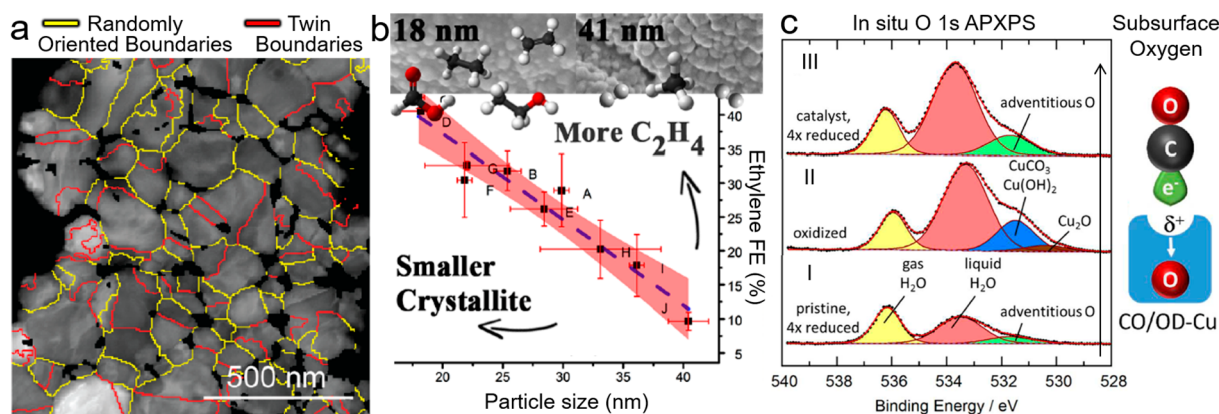 a
Randomly Oriented Boundaries
Twin Boundaries
500 nm
b
18 nm
41 nm
More C2H4
Smaller Crystallite
D
G
B
F
A
E
H
I
J
40
35
30
25
20
15
10
5
Ethylene FE (%)
20
25
30
35
40
Particle size (nm)
c
In situ O 1s APXPS
III
catalyst,
4x reduced
adventitious O
II
oxidized
CuCO3
Cu(OH)2
Cu2O
I
pristine,
4x reduced
gas
H2O
liquid
H2O
adventitious O
540
538
536
534
532
530
528
Binding Energy / eV
Subsurface
Oxygen
O
C
e-
δ+
O
CO/OD-Cu